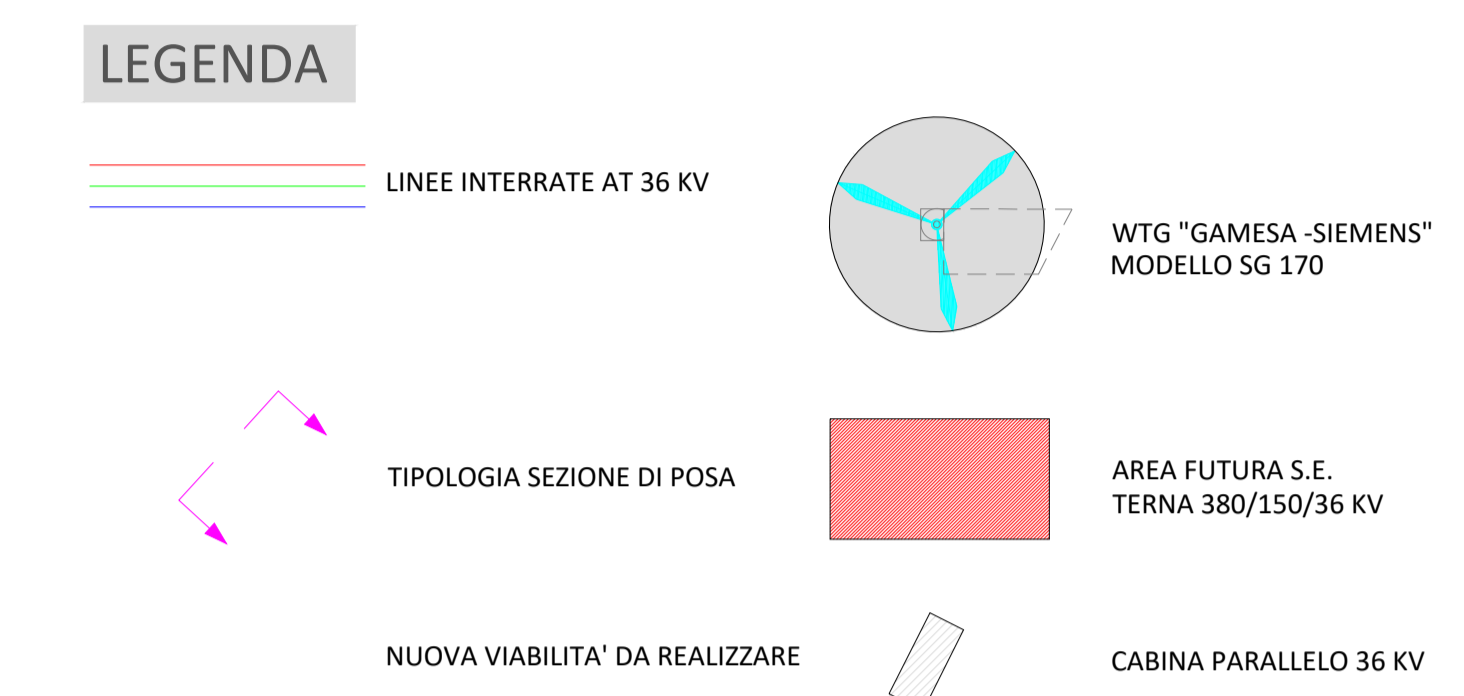 LEGENDA
LINEE INTERRATE AT 36 KV
WTG "GAMESA -SIEMENS"
MODELLO SG 170
TIPOLOGIA SEZIONE DI POSA
AREA FUTURA S.E.
TERNA 380/150/36 KV
NUOVA VIABILITA' DA REALIZZARE
CABINA PARALLELO 36 KV